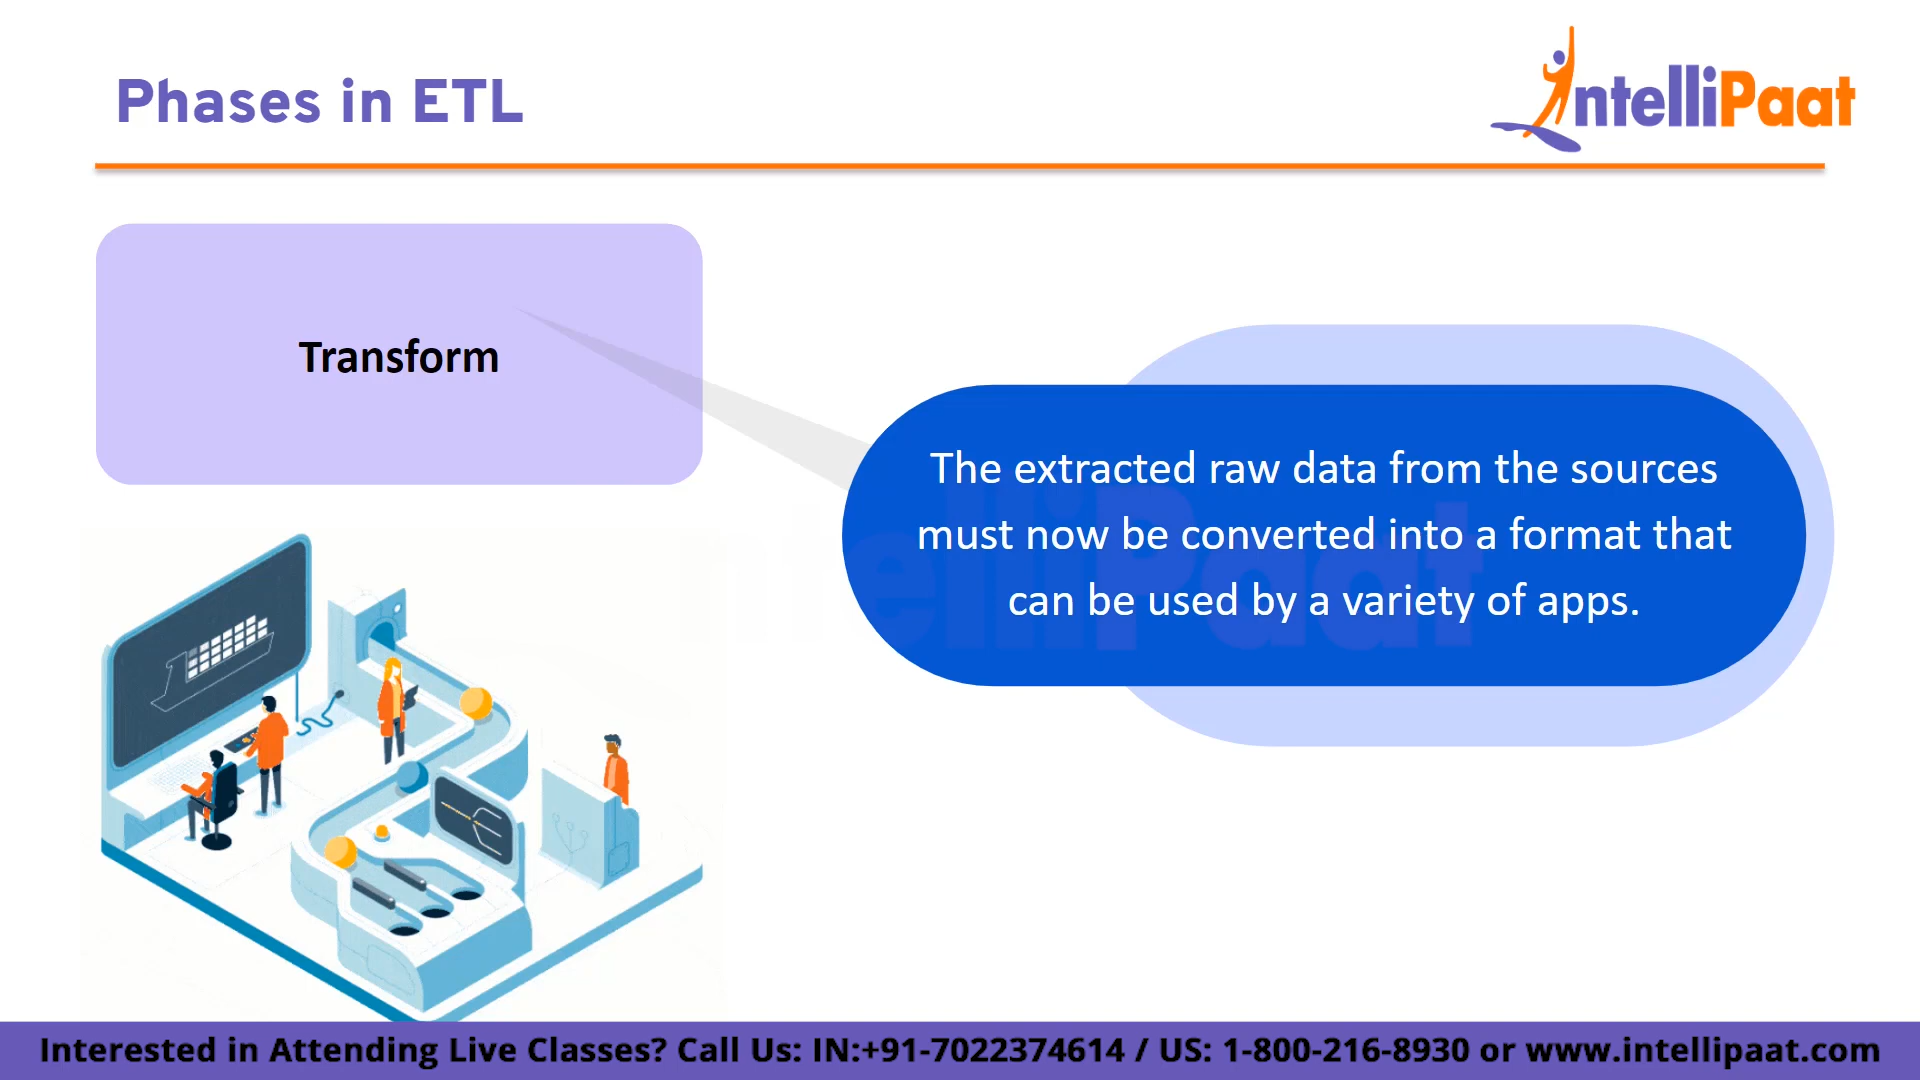 Phases in ETL
ntelliPaat
Transform
The extracted raw data from the sources
must now be converted into a format that
can be used by a variety of apps.
Interested in Attending Live Classes? Call Us: IN:+91-7022374614 / US: 1-800-216-8930 or www.intellipaat.com